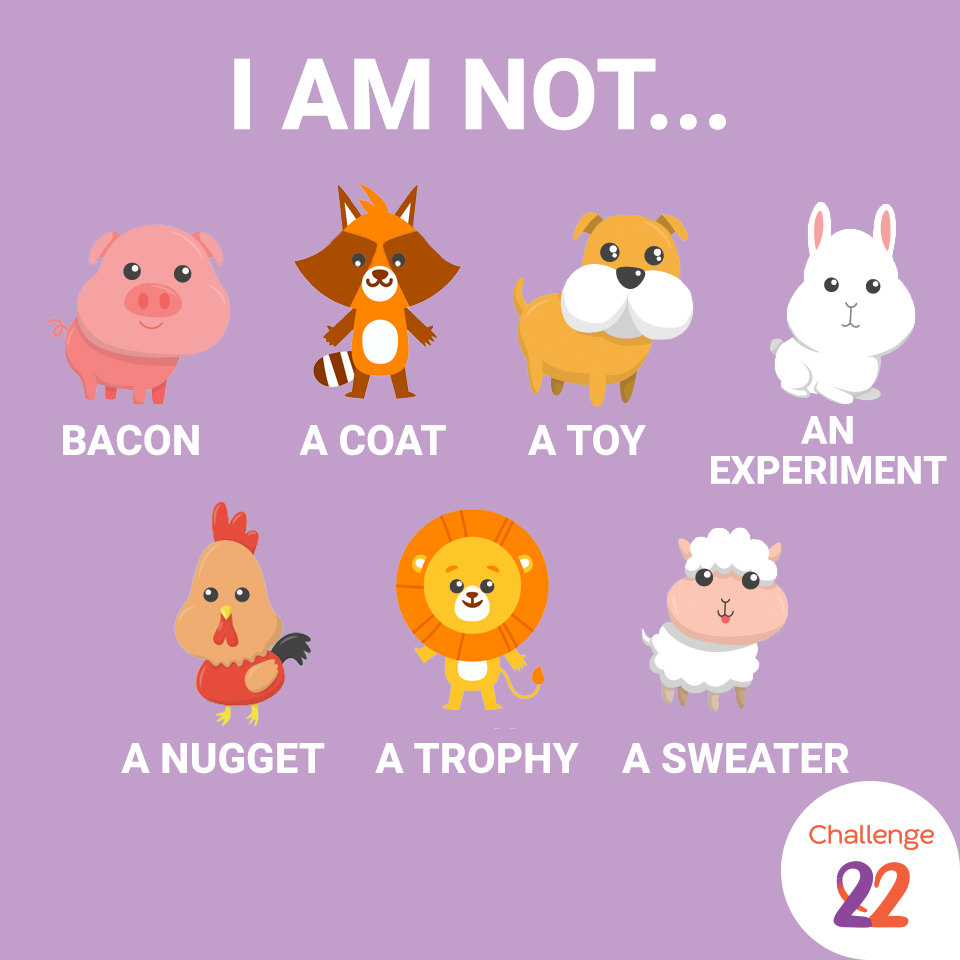 I AM NOT...
BACON
A COAT
A TOY
AN
EXPERIMENT
A NUGGET
A TROPHY
A SWEATER
Challenge
22